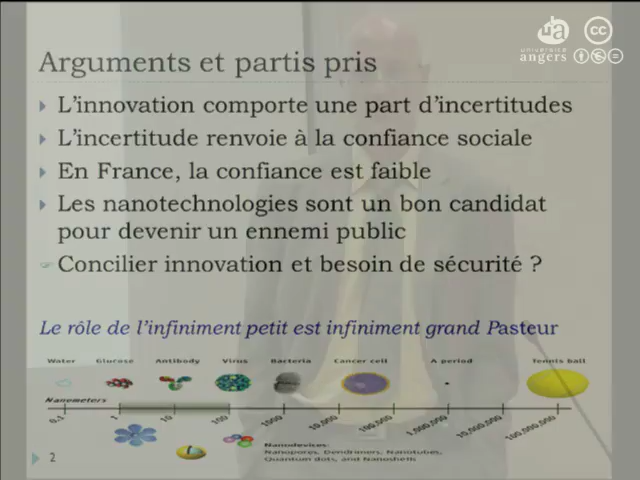 université
angers
cc
Arguments et partis pris
L'innovation comporte une part d'incertitudes
L'incertitude renvoie à la confiance sociale
En France, la confiance est faible
Les nanotechnologies sont un bon candidat
pour devenir un ennemi public
Concilier innovation et besoin de sécurité ?
Le rôle de l'infiniment petit est infiniment grand Pasteur
Water Glucose Antibody Virus Bacteria Cancer cell A period Tennis ball
Nanometers
0.1 1 10 100 1000 10,000 100,000 1,000,000 10,000,000 100,000,000
Nanodevices:
Nanopores, Dendrimers, Nanotubes,
Quantum dots, and Nanoshells
2